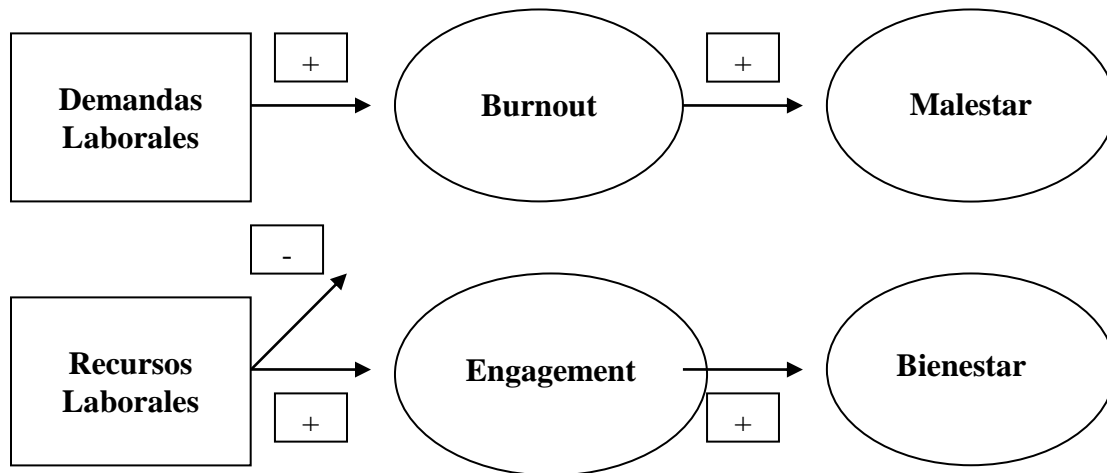 +
+
Demandas
Laborales
Burnout
Malestar
-
Recursos
Laborales
Engagement
Bienestar
+
+